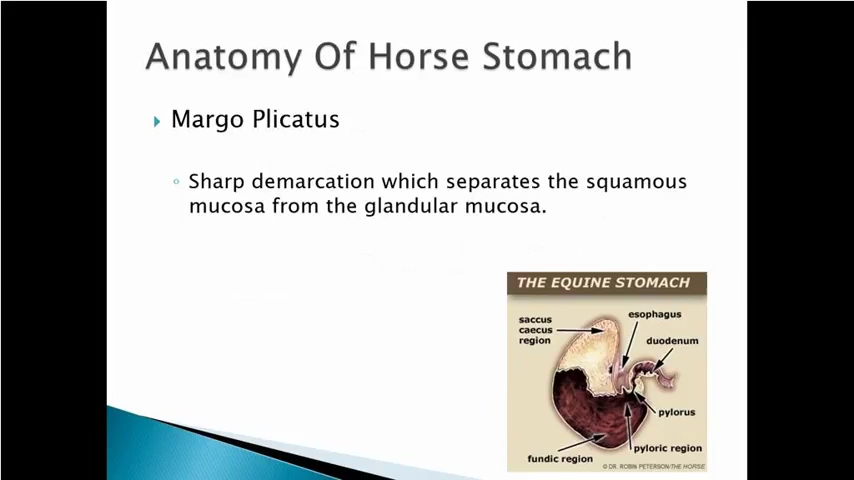 Anatomy Of Horse Stomach
Margo Plicatus
Sharp demarcation which separates the squamous
mucosa from the glandular mucosa.
THE EQUINE STOMACH
saccus
caecus
region
esophagus
duodenum
pylorus
pyloric region
fundic region
© DR. ROBIN PETERSON/THE HORSE